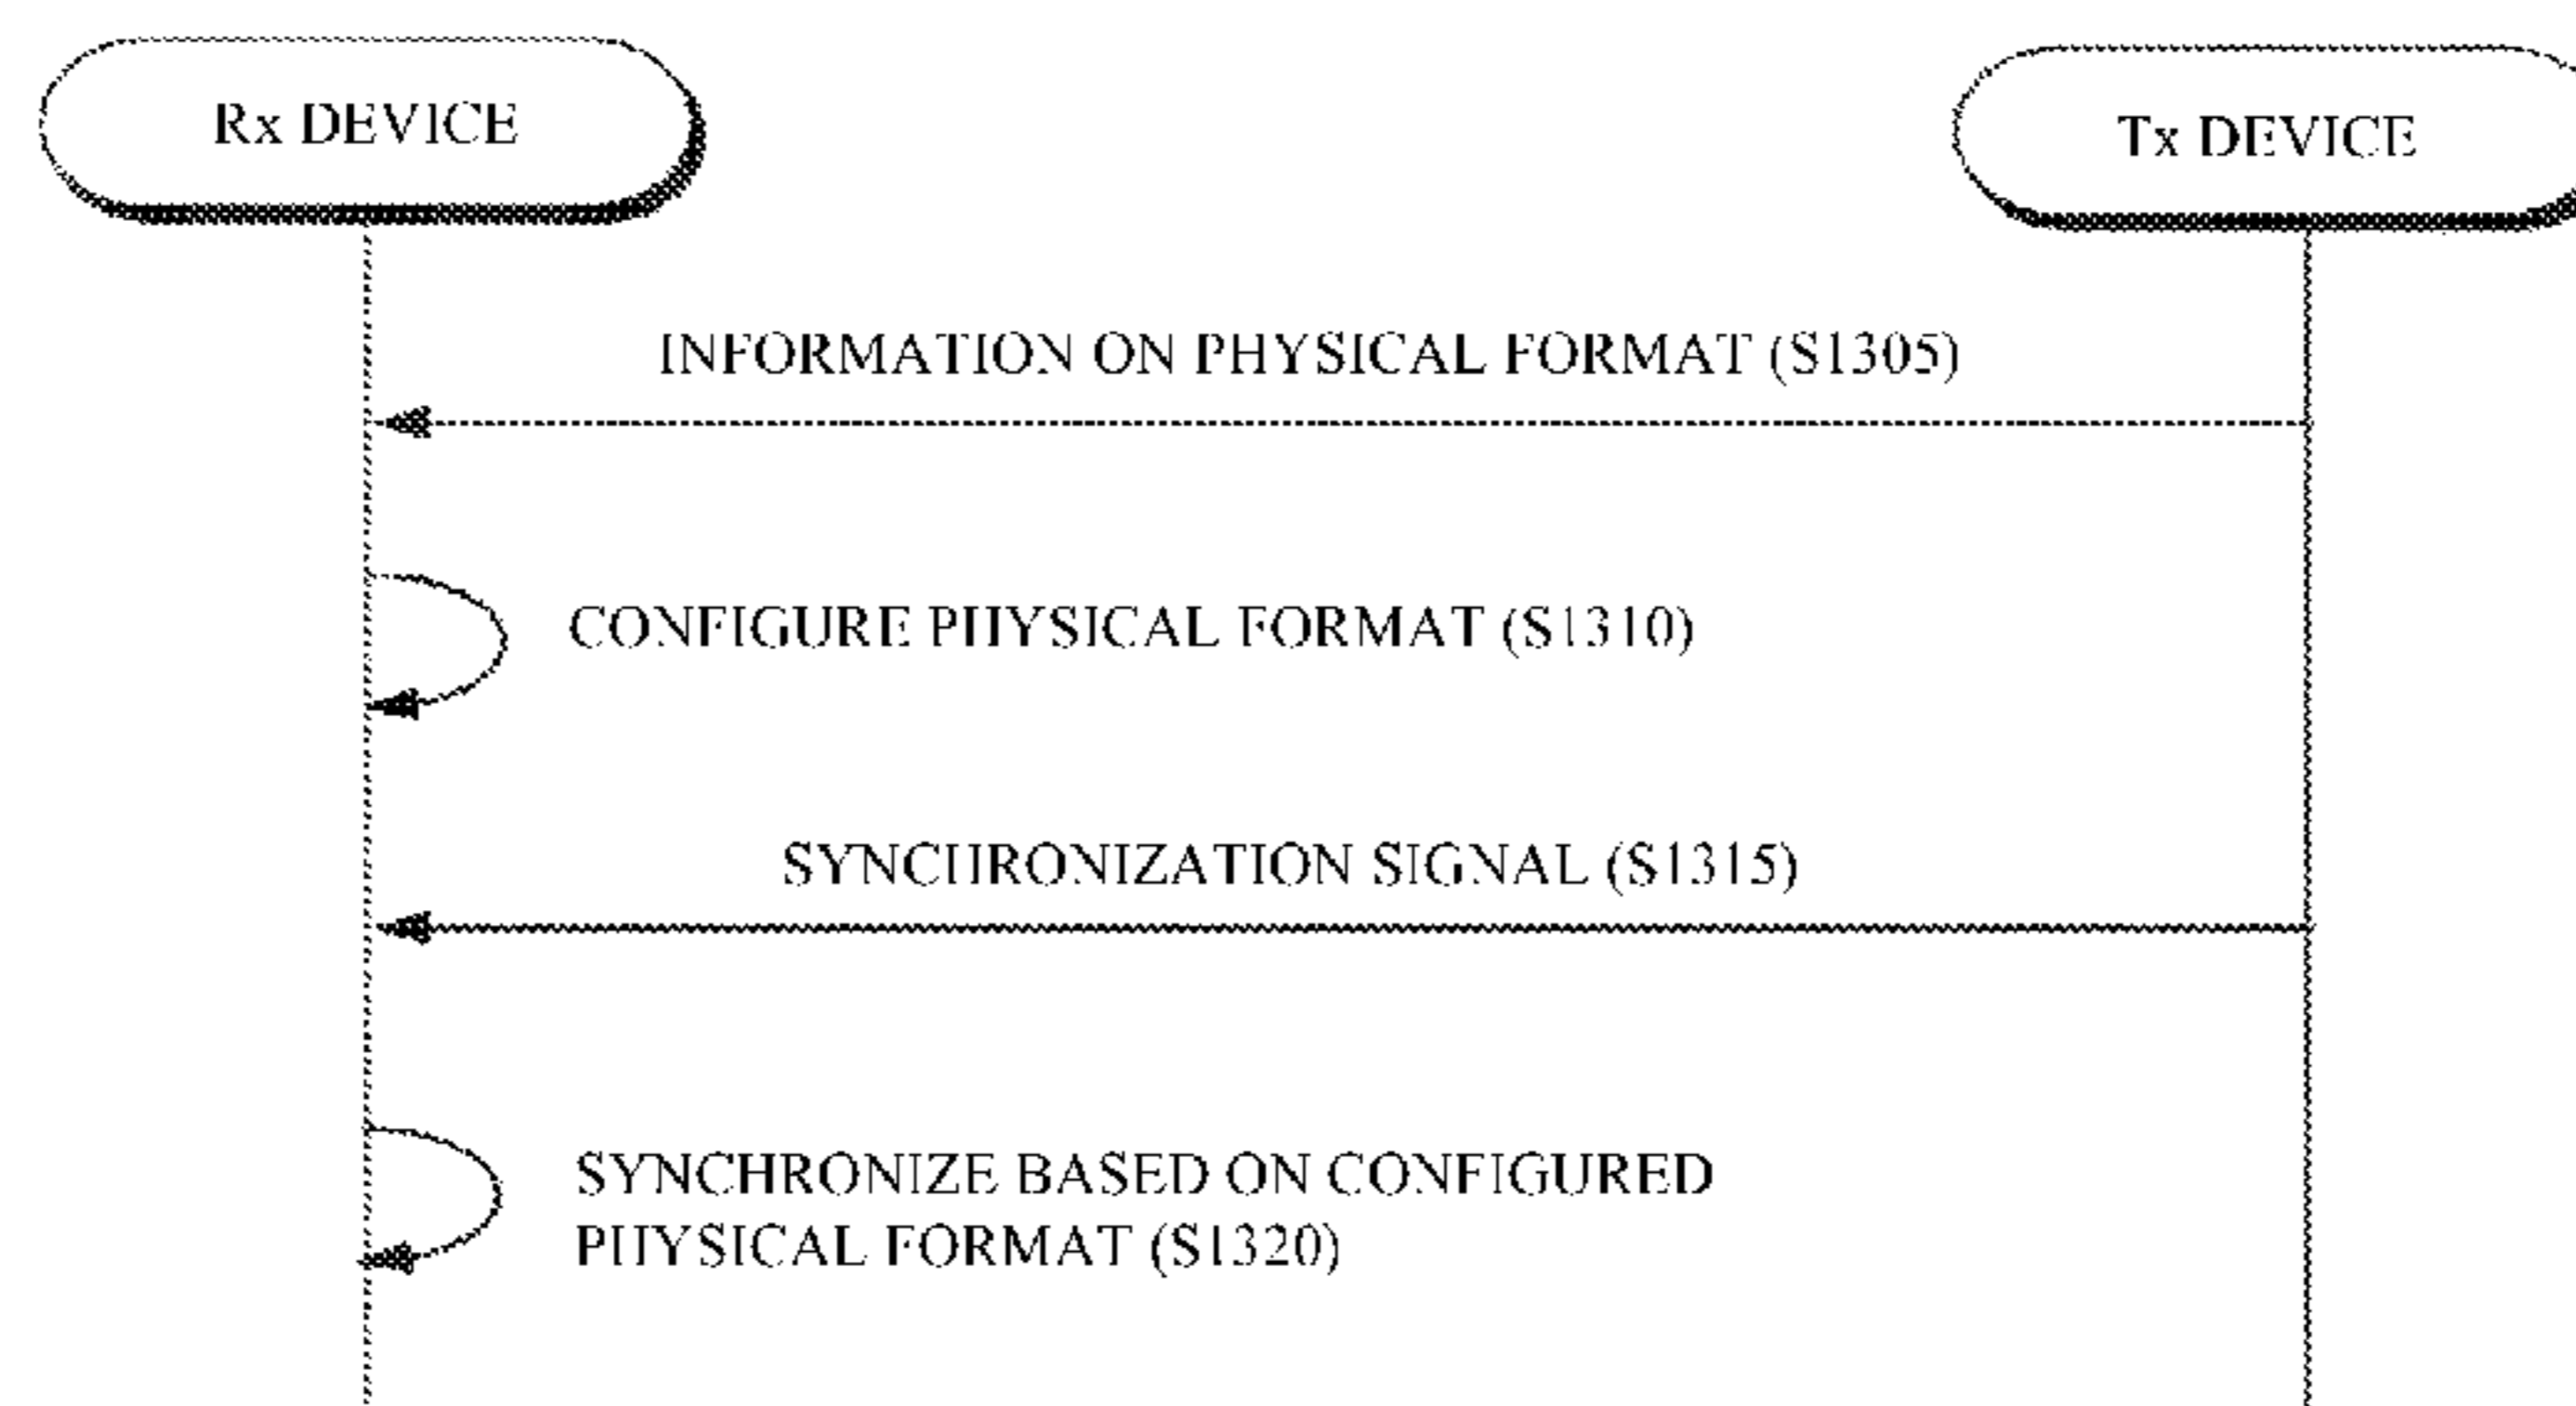 Rx DEVICE
Tx DEVICE
INFORMATION ON PHYSICAL FORMAT (S1305)
CONFIGURE PHYSICAL FORMAT (S1310)
SYNCHRONIZATION SIGNAL (S1315)
SYNCHRONIZE BASED ON CONFIGURED
PHYSICAL FORMAT (S1320)